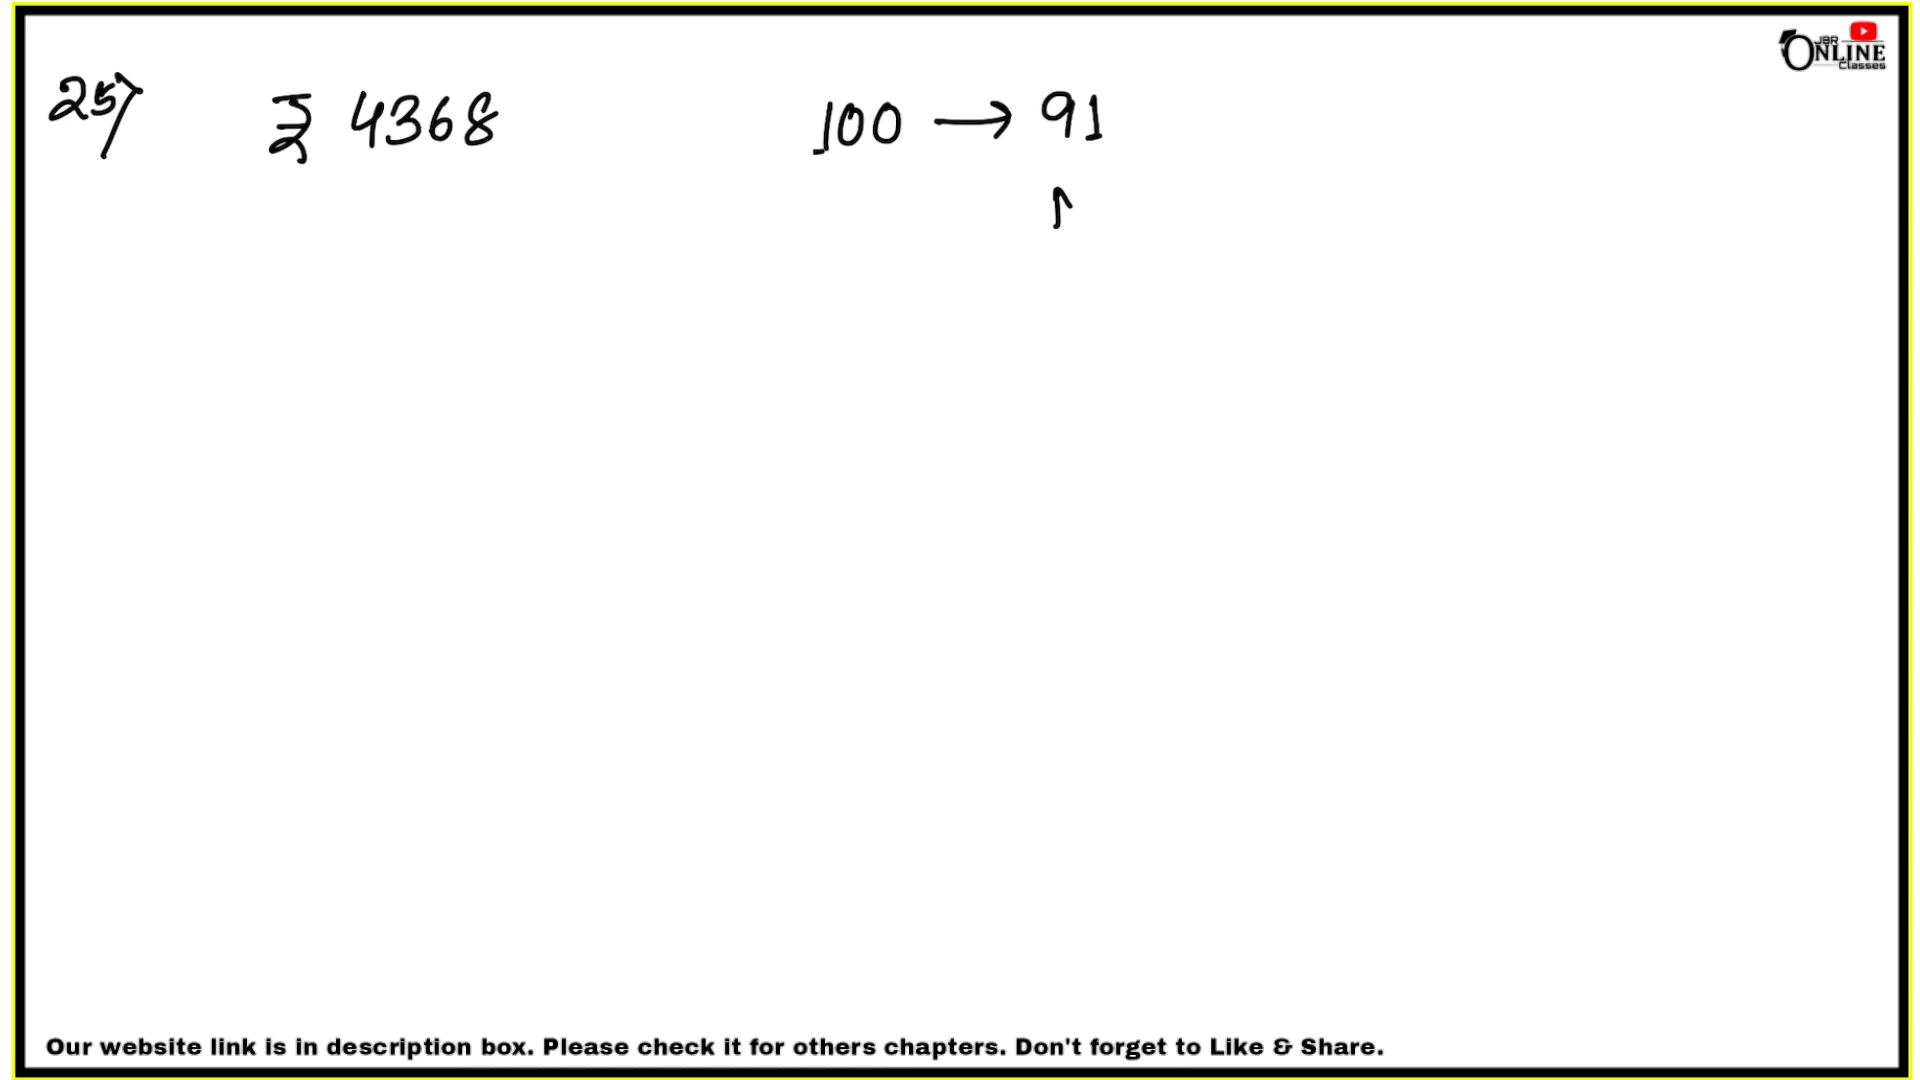 25/ ₹ 4368 100 → 91
↑
JBR ONLINE Classes
Our website link is in description box. Please check it for others chapters. Don't forget to Like & Share.